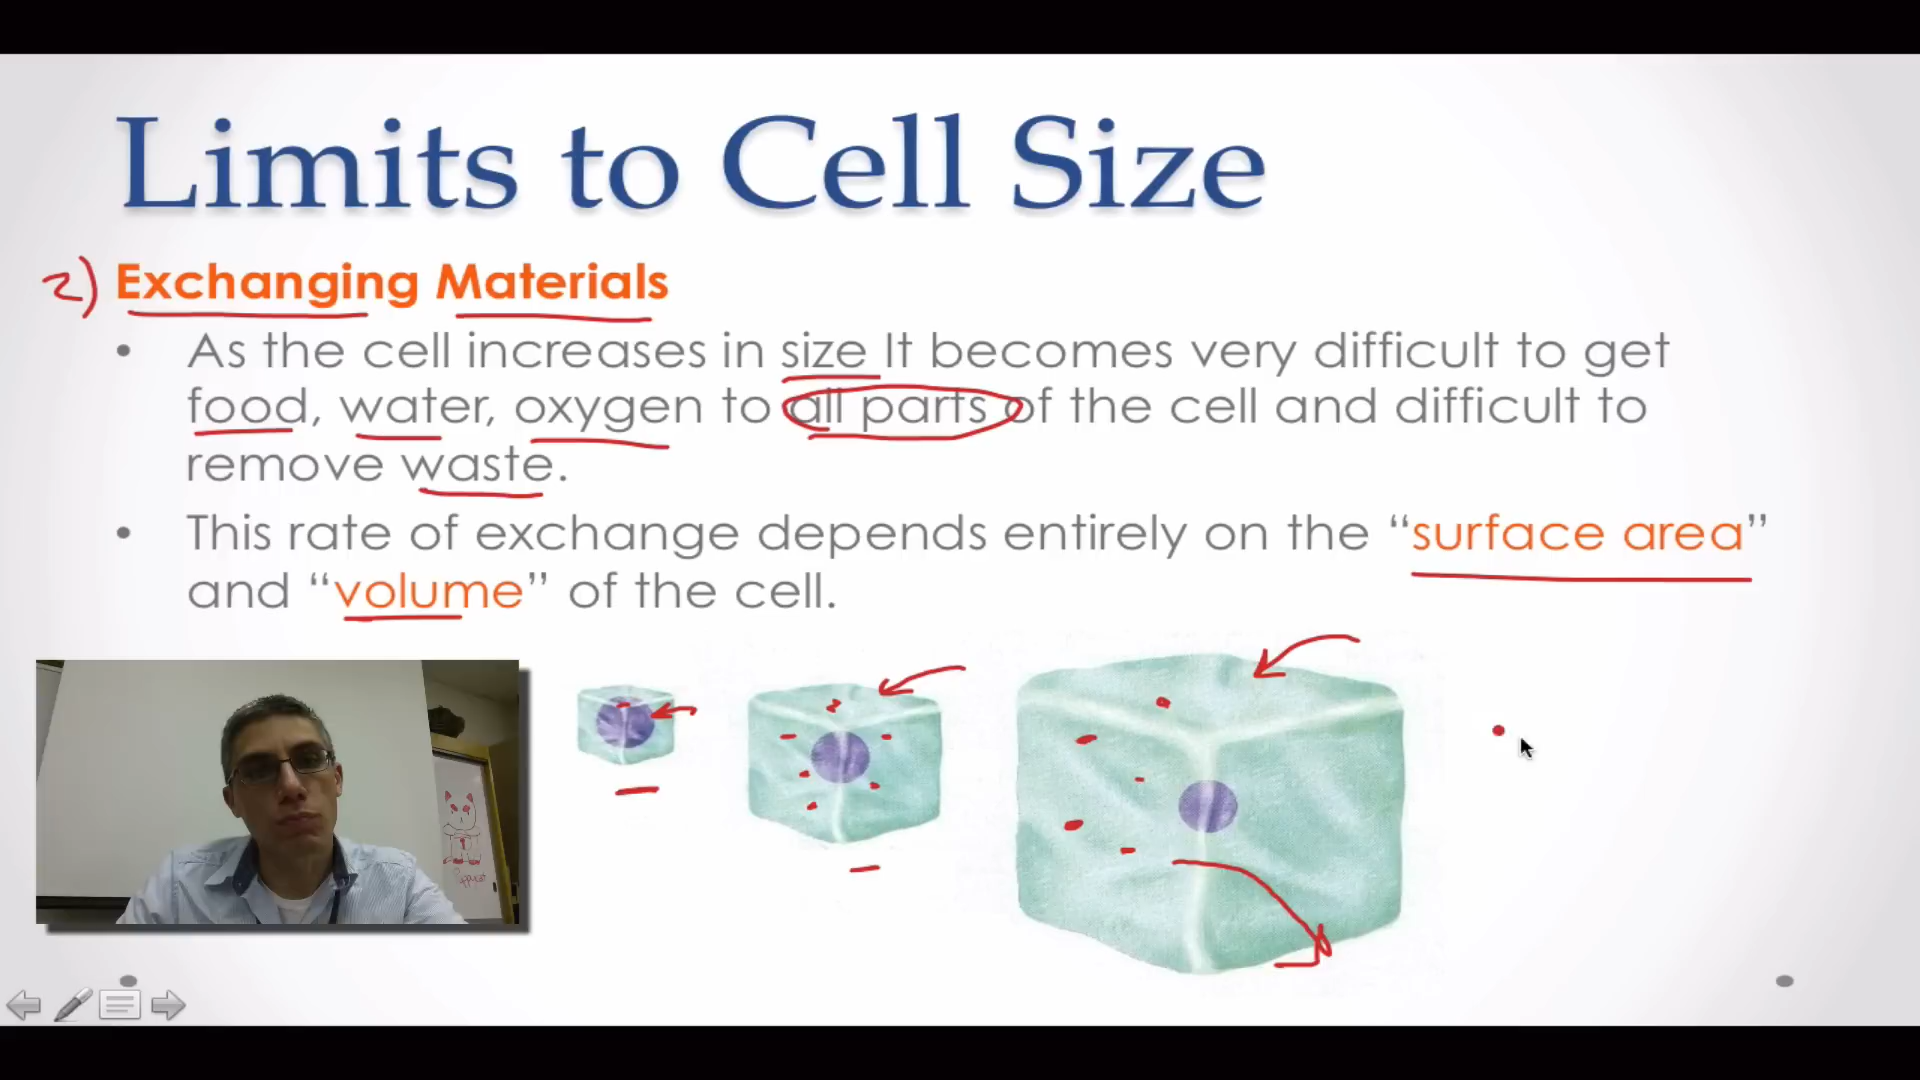 Limits to Cell Size
2) Exchanging Materials
• As the cell increases in size It becomes very difficult to get
food, water, oxygen to all parts of the cell and difficult to
remove waste.
• This rate of exchange depends entirely on the “surface area”
and “volume” of the cell.